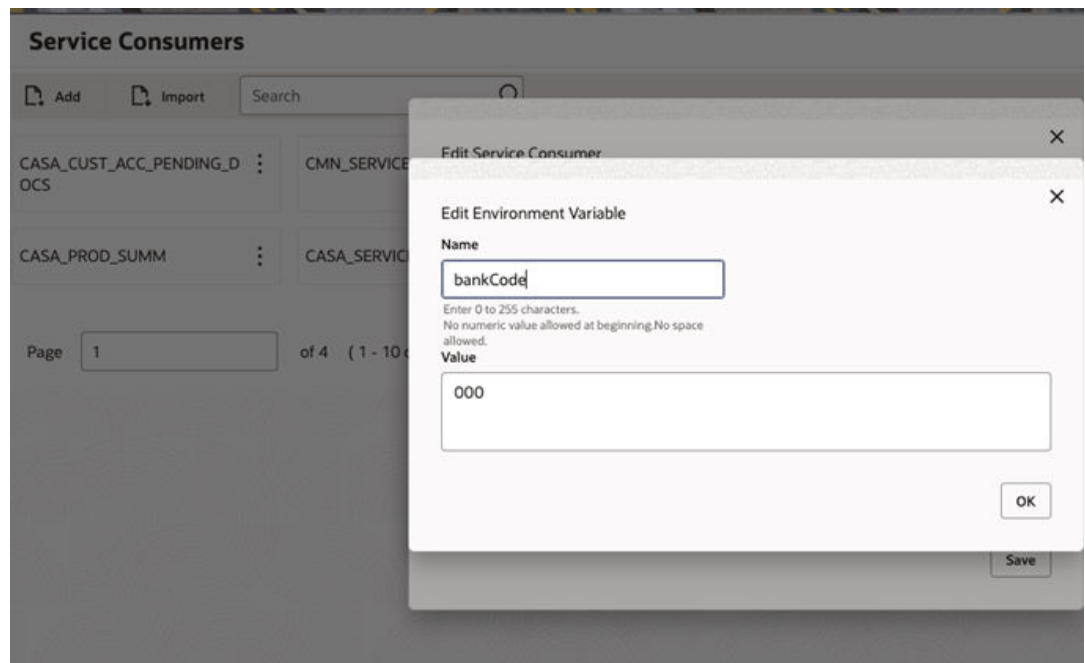 Service Consumers
Add
Import
Search
CASA_CUST_ACC_PENDING_D
OCS
CMN_SERVICE
CASA_PROD_SUMM
CASA_SERVIC
Page
1
of 4 ( 1 - 10
Edit Service Consumer
Edit Environment Variable
Name
bankCode
Enter 0 to 255 characters.
No numeric value allowed at beginning.No space
allowed.
Value
000
OK
Save